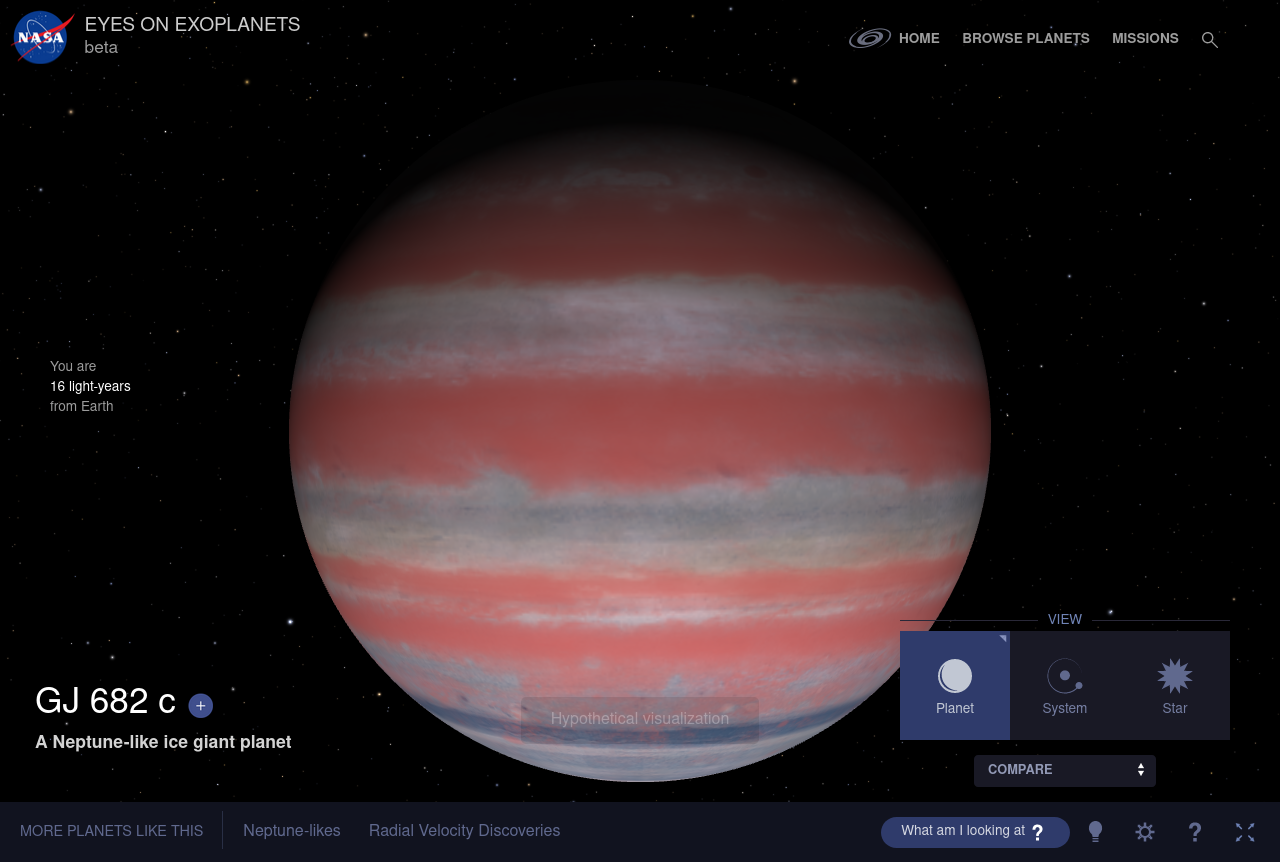 NASA
EYES ON EXOPLANETS
beta
HOME
BROWSE PLANETS
MISSIONS
You are
16 light-years
from Earth
VIEW
Planet
System
Star
GJ 682 c +
A Neptune-like ice giant planet
Hypothetical visualization
COMPARE
MORE PLANETS LIKE THIS
Neptune-likes
Radial Velocity Discoveries
What am I looking at ?
?